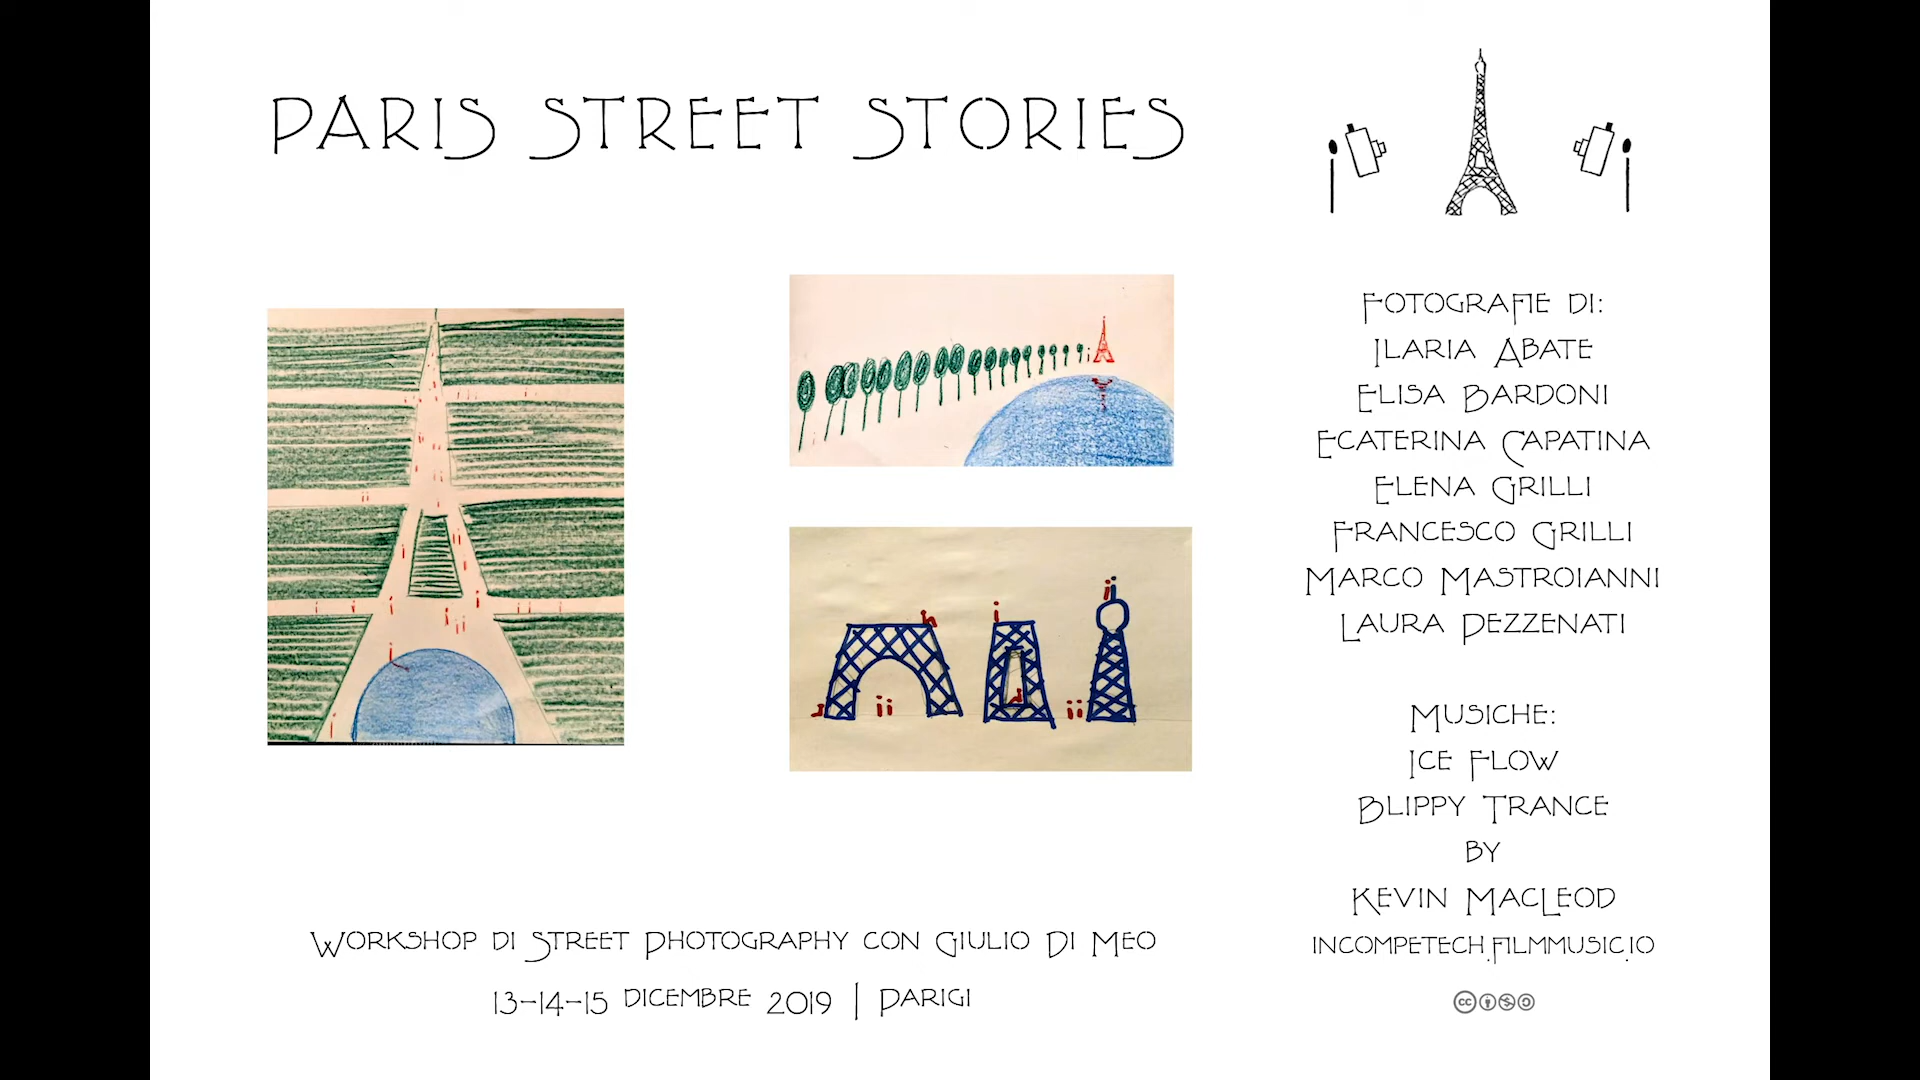 PARIS STREET STORIES
FOTOGRAFIE DI:
ILARIA ABATE
ELISA BARDONI
ECATERINA CAPATINA
ELENA GRILLI
FRANCESCO GRILLI
MARCO MASTROIANNI
LAURA PEZZENATI
MUSICHE:
ICE FLOW
BLIPPY TRANCE
BY
KEVIN MACLEOD
INCOMPETECH.FILMMUSIC.IO
WORKSHOP DI STREET PHOTOGRAPHY CON GIULIO DI MEO
13-14-15 DICEMBRE 2019 | PARIGI